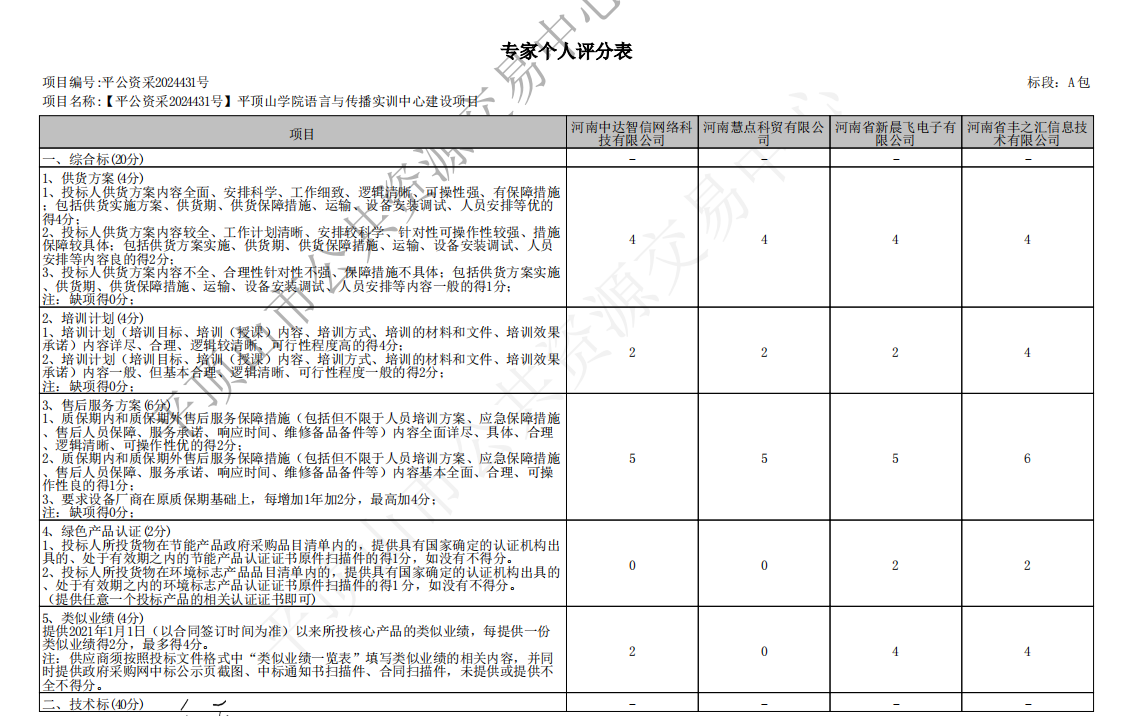 专家个人评分表
项目编号:平公资采2024431号
标段: A包
项目名称:【平公资采2024431号】平顶山学院语言与传播实训中心建设项目
项目 河南中达智信网络科技有限公司 河南慧点科贸有限公司 河南省新晨飞电子有限公司 河南省丰之汇信息技术有限公司
一、综合标(20分) - - - -
1、供货方案(4分)
1、投标人供货方案内容全面、安排科学、工作细致、逻辑清晰、可操性强、有保障措施
；包括供货实施方案、供货期、供货保障措施、运输、设备安装调试、人员安排等优的
得4分；
2、投标人供货方案内容较全、工作计划清晰、安排较科学、针对性可操作性较强、措施
保障较具体；包括供货方案实施、供货期、供货保障措施、运输、设备安装调试、人员
安排等内容良的得2分；
3、投标人供货方案内容不全、合理性针对性不强、保障措施不具体；包括供货方案实施
、供货期、供货保障措施、运输、设备安装调试、人员安排等内容一般的得1分；
注：缺项得0分；
4 4 4 4
2、培训计划(4分)
1、培训计划（培训目标、培训（授课）内容、培训方式、培训的材料和文件、培训效果
承诺）内容详尽、合理、逻辑较清晰、可行性程度高的得4分；
2、培训计划（培训目标、培训（授课）内容、培训方式、培训的材料和文件、培训效果
承诺）内容一般、但基本合理、逻辑清晰、可行性程度一般的得2分；
注：缺项得0分；
2 2 2 4
3、售后服务方案(6分)
1、质保期内和质保期外售后服务保障措施（包括但不限于人员培训方案、应急保障措施
、售后人员保障、服务承诺、响应时间、维修备品备件等）内容全面详尽、具体、合理
、逻辑清晰、可操作性优的得2分；
2、质保期内和质保期外售后服务保障措施（包括但不限于人员培训方案、应急保障措施
、售后人员保障、服务承诺、响应时间、维修备品备件等）内容基本全面、合理、可操
作性良的得1分；
3、要求设备厂商在原质保期基础上，每增加1年加2分，最高加4分；
注：缺项得0分；
5 5 5 6
4、绿色产品认证(2分)
1、投标人所投货物在节能产品政府采购品目清单内的，提供具有国家确定的认证机构出
具的、处于有效期之内的节能产品认证证书原件扫描件的得1分，如没有不得分。
2、投标人所投货物在环境标志产品品目清单内的，提供具有国家确定的认证机构出具的
、处于有效期之内的环境标志产品认证证书原件扫描件的得1分，如没有不得分。
（提供任意一个投标产品的相关认证证书即可）
0 0 2 2
5、类似业绩(4分)
提供2021年1月1日（以合同签订时间为准）以来所投核心产品的类似业绩，每提供一份
类似业绩得2分，最多得4分。
注：供应商须按照投标文件格式中“类似业绩一览表”填写类似业绩的相关内容，并同
时提供政府采购网中标公示页截图、中标通知书扫描件、合同扫描件，未提供或提供不
全不得分。
2 0 4 4
二、技术标(40分) - - - -
平顶山市公共资源交易中心
平顶山市公共资源交易中心